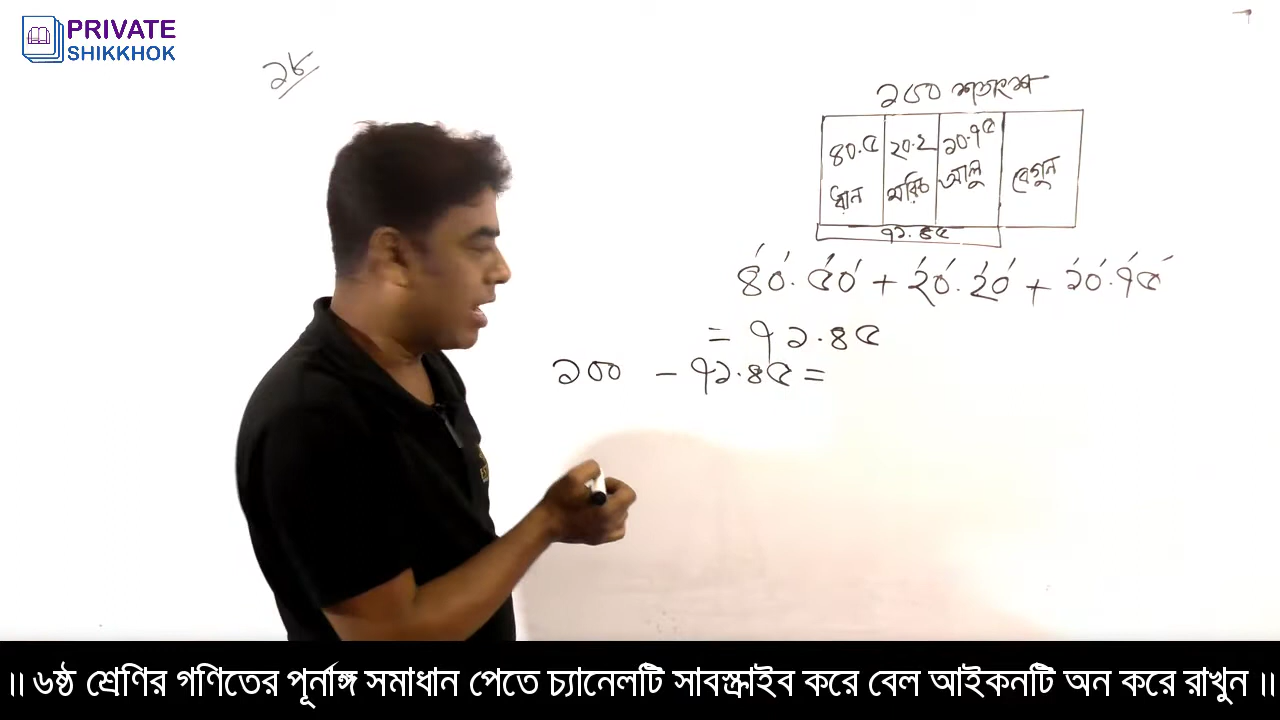 PRIVATE
SHIKKHOK
১৮
১০০ শতাংশ
৪০.৫ ২০.২ ১০.৭৫
ধান মরিচ আলু বেগুন
৭১.৪৫
৪০.৫০ + ২০.২০ + ১০.৭৫
= ৭১.৪৫
১০০ - ৭১.৪৫ =
॥ ৬ষ্ঠ শ্রেণির গণিতের পূর্নাঙ্গ সমাধান পেতে চ্যানেলটি সাবস্ক্রাইব করে বেল আইকনটি অন করে রাখুন ॥